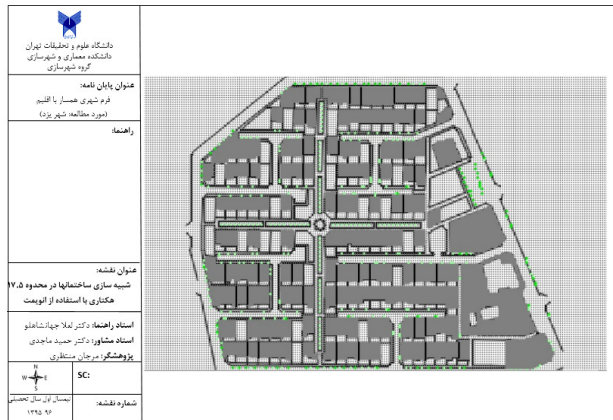 دانشگاه علوم و تحقیقات تهران
دانشکده معماری و شهرسازی
گروه شهرسازی
عنوان پایان نامه:
فرم شهری همساز با اقلیم
(مورد مطالعه: شهر یزد)
راهنما:
عنوان نقشه:
شبیه سازی ساختمانها در محدوه ۱۷.۵
هکتاری با استفاده از انویمت
استاد راهنما: دکتر لعلا جهانشاهلو
استاد مشاور: دکتر حمید ماجدی
پژوهشگر: مرجان منتظری
N
W E
S
SC:
نیمسال اول سال تحصیلی
۱۳۹۵ ۹۶
شماره نقشه: